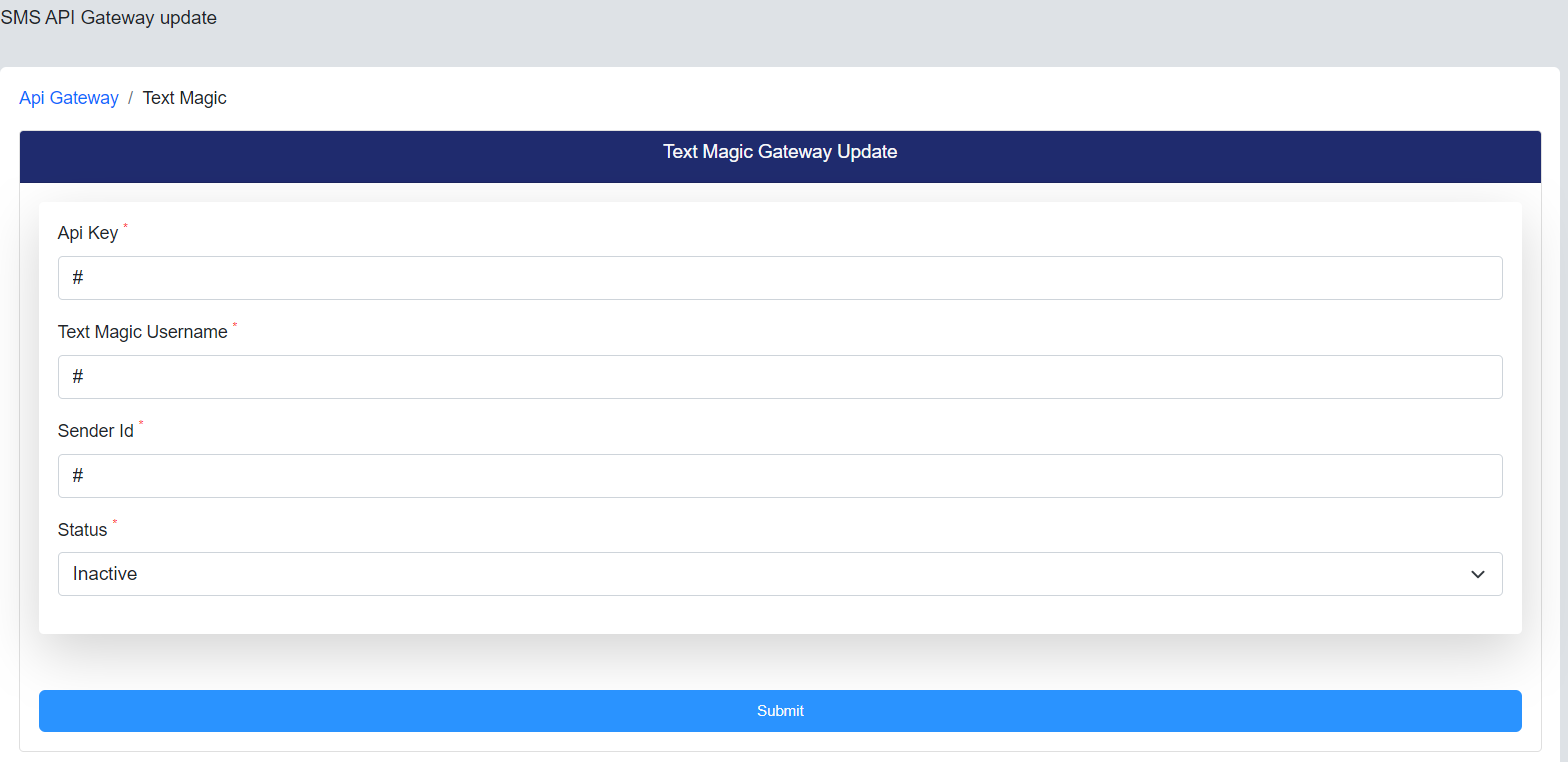 SMS API Gateway update
Api Gateway / Text Magic
Text Magic Gateway Update
Api Key *
#
Text Magic Username *
#
Sender Id *
#
Status *
Inactive
Submit